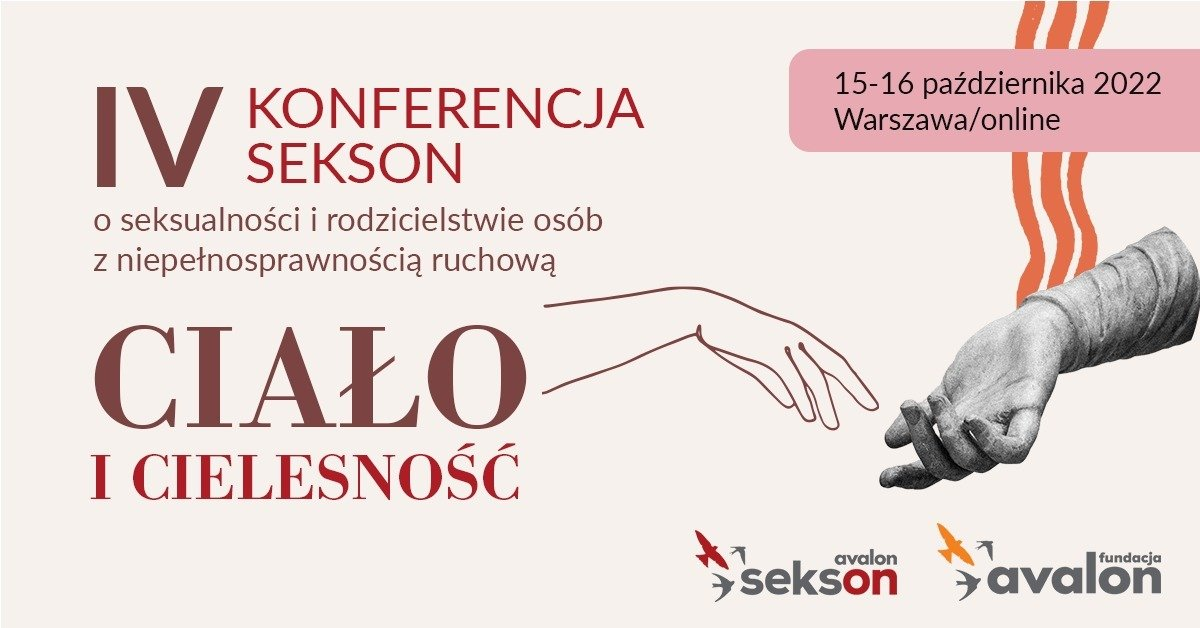 IV KONFERENCJA
SEKSON
o seksualności i rodzicielstwie osób
z niepełnosprawnością ruchową
CIAŁO
I CIELESNOŚĆ
15-16 października 2022
Warszawa/online
avalon
sekson
fundacja
avalon